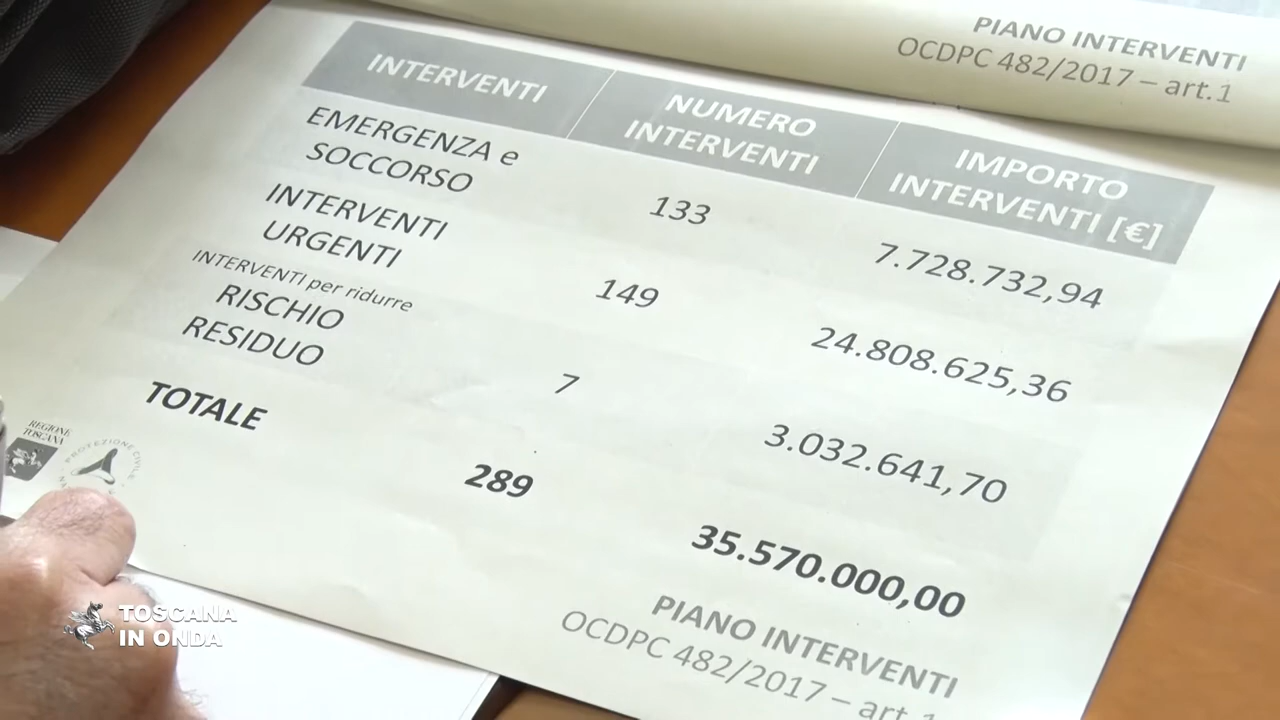 PIANO INTERVENTI
OCDPC 482/2017 – art.1
INTERVENTI
NUMERO
INTERVENTI
IMPORTO
INTERVENTI [€]
EMERGENZA e
SOCCORSO
133
7.728.732,94
INTERVENTI
URGENTI
149
24.808.625,36
INTERVENTI per ridurre
RISCHIO
RESIDUO
7
3.032.641,70
TOTALE
289
35.570.000,00
REGIONE
TOSCANA
PROTEZIONE CIVILE
PIANO INTERVENTI
OCDPC 482/2017 – art.1
TOSCANA
IN ONDA